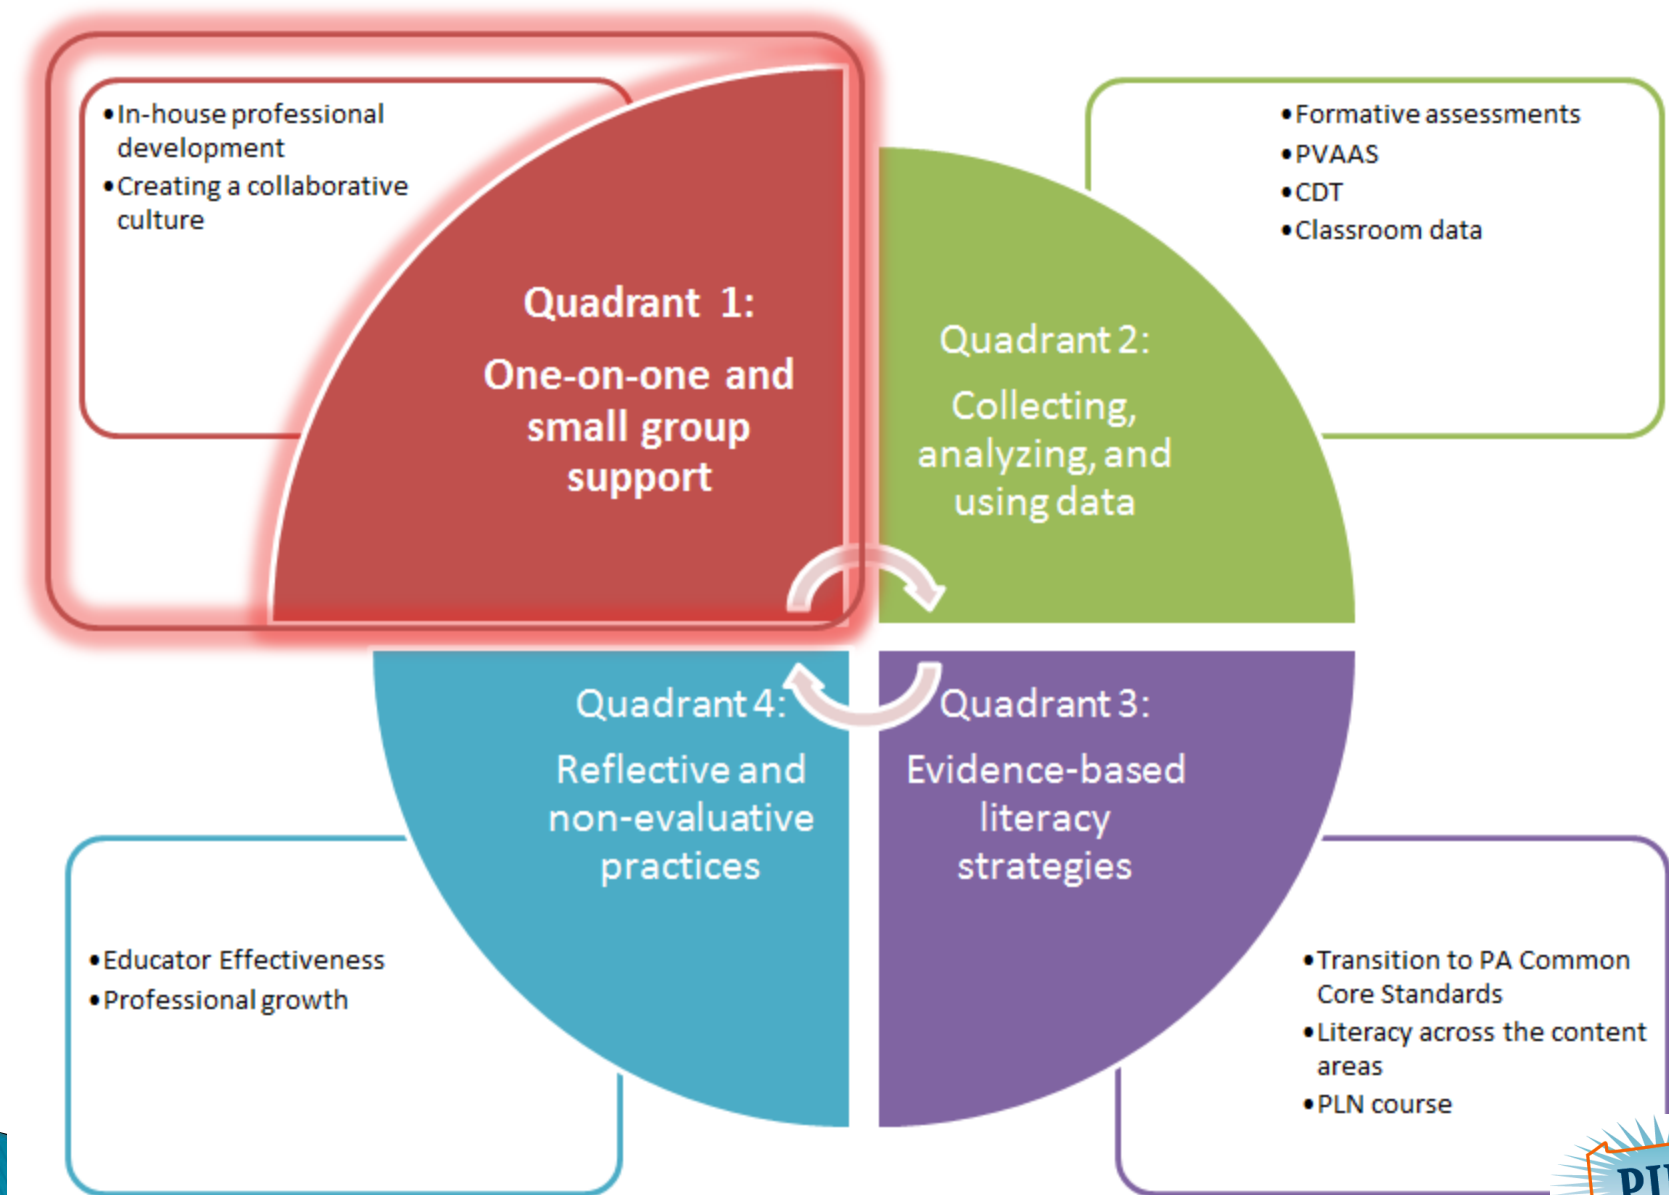 •In-house professional
development
•Creating a collaborative
culture
Quadrant 1:
One-on-one and
small group
support
•Formative assessments
•PVAAS
•CDT
•Classroom data
Quadrant 2:
Collecting,
analyzing, and
using data
Quadrant 4:
Reflective and
non-evaluative
practices
•Educator Effectiveness
•Professional growth
Quadrant 3:
Evidence-based
literacy
strategies
•Transition to PA Common
Core Standards
•Literacy across the content
areas
•PLN course